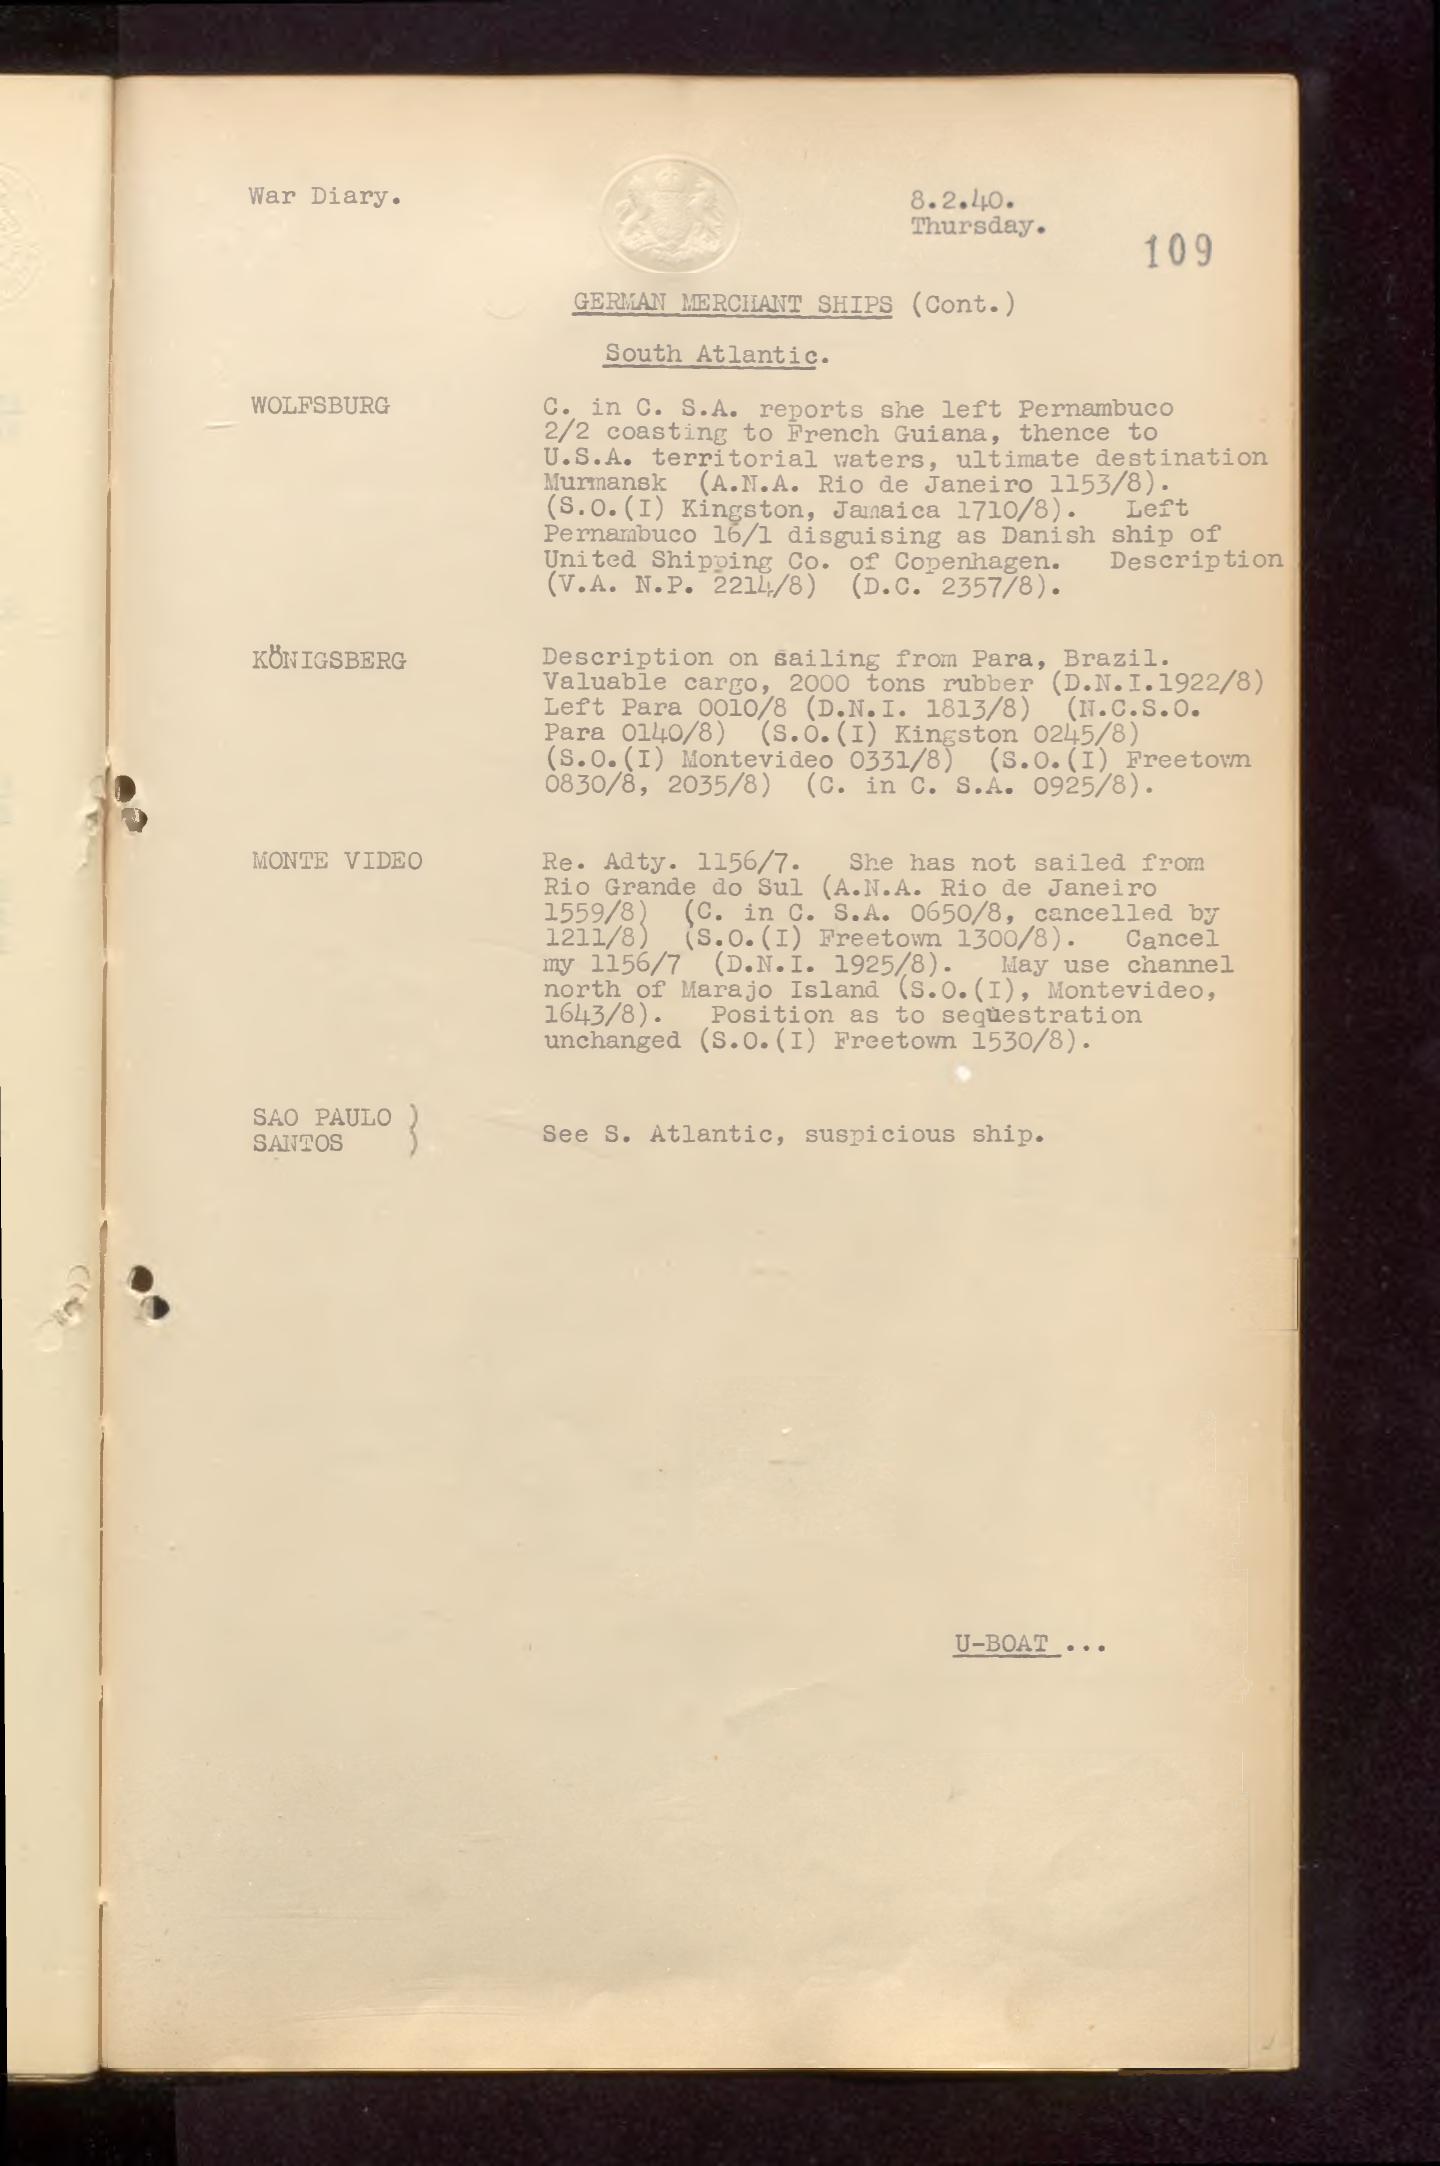 War Diary.
8.2.40.
Thursday.
109
GERMAN MERCHANT SHIPS (Cont.)
South Atlantic.
WOLFSBURG
C. in C. S.A. reports she left Pernambuco
2/2 coasting to French Guiana, thence to
U.S.A. territorial waters, ultimate destination
Murmansk (A.N.A. Rio de Janeiro 1153/8).
(S.O.(I) Kingston, Jamaica 1710/8). Left
Pernambuco 16/1 disguising as Danish ship of
United Shipping Co. of Copenhagen. Description
(V.A. N.P. 2214/8) (D.C. 2357/8).
KÖNIGSBERG
Description on sailing from Para, Brazil.
Valuable cargo, 2000 tons rubber (D.N.I.1922/8)
Left Para 0010/8 (D.N.I. 1813/8) (N.C.S.O.
Para 0140/8) (S.O.(I) Kingston 0245/8)
(S.O.(I) Montevideo 0331/8) (S.O.(I) Freetown
0830/8, 2035/8) (C. in C. S.A. 0925/8).
MONTE VIDEO
Re. Adty. 1156/7. She has not sailed from
Rio Grande do Sul (A.N.A. Rio de Janeiro
1559/8) (C. in C. S.A. 0650/8, cancelled by
1211/8) (S.O.(I) Freetown 1300/8). Cancel
my 1156/7 (D.N.I. 1925/8). May use channel
north of Marajo Island (S.O.(I), Montevideo,
1643/8). Position as to sequestration
unchanged (S.O.(I) Freetown 1530/8).
SAO PAULO )
SANTOS )
See S. Atlantic, suspicious ship.
U-BOAT ...